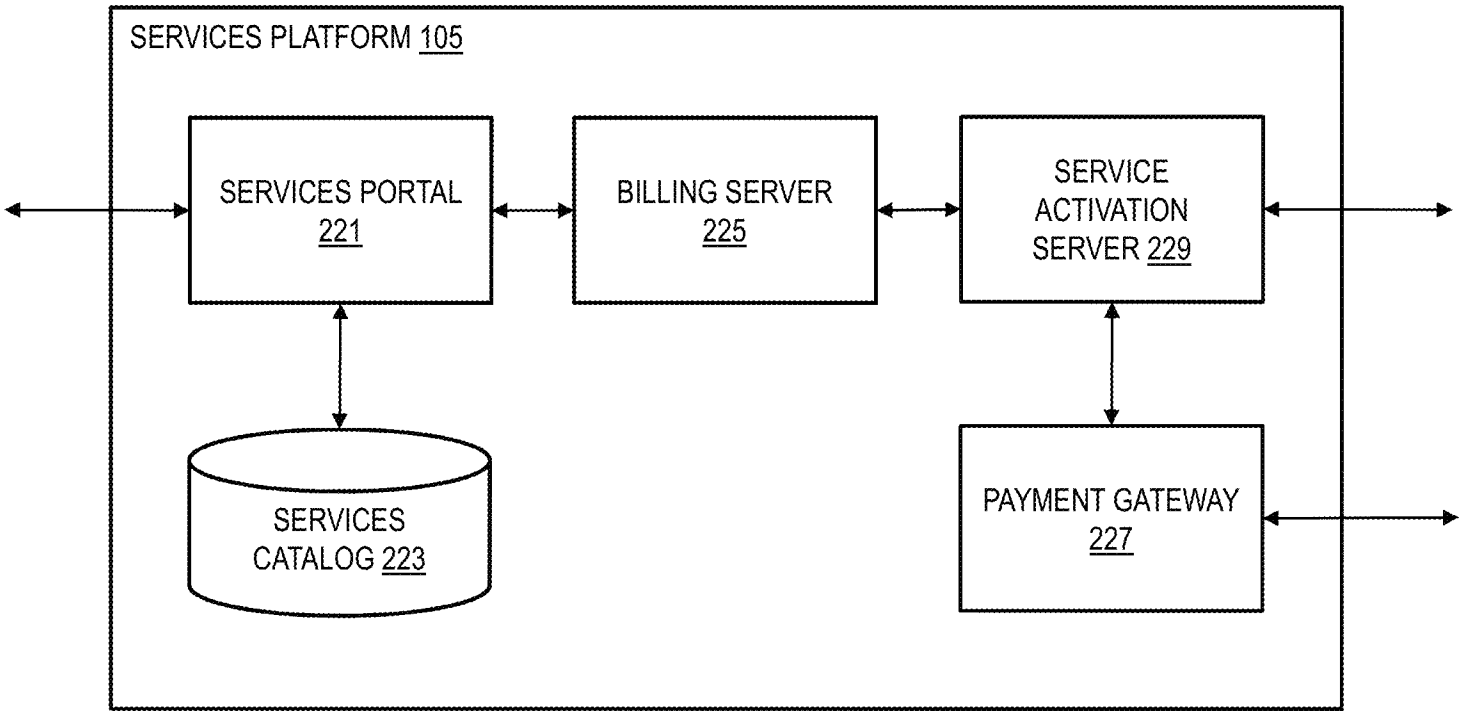 SERVICES PLATFORM 105
SERVICES PORTAL
221
BILLING SERVER
225
SERVICE
ACTIVATION
SERVER 229
SERVICES
CATALOG 223
PAYMENT GATEWAY
227